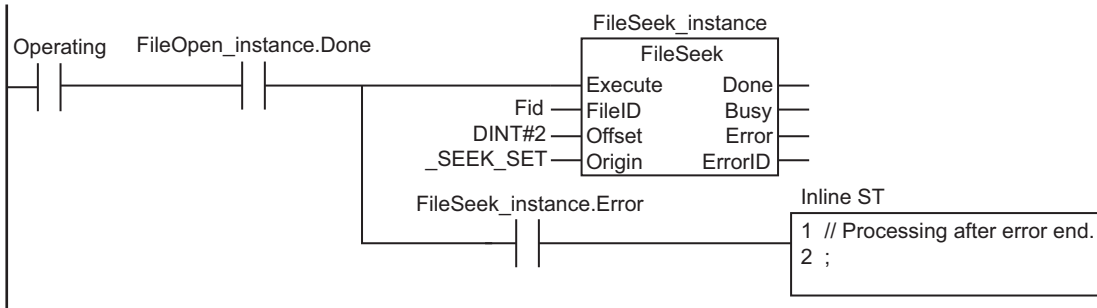 FileSeek_instance
Operating FileOpen_instance.Done
FileSeek
Execute Done
Fid FileID Busy
DINT#2 Offset Error
_SEEK_SET Origin ErrorID
FileSeek_instance.Error Inline ST
1 // Processing after error end.
2 ;